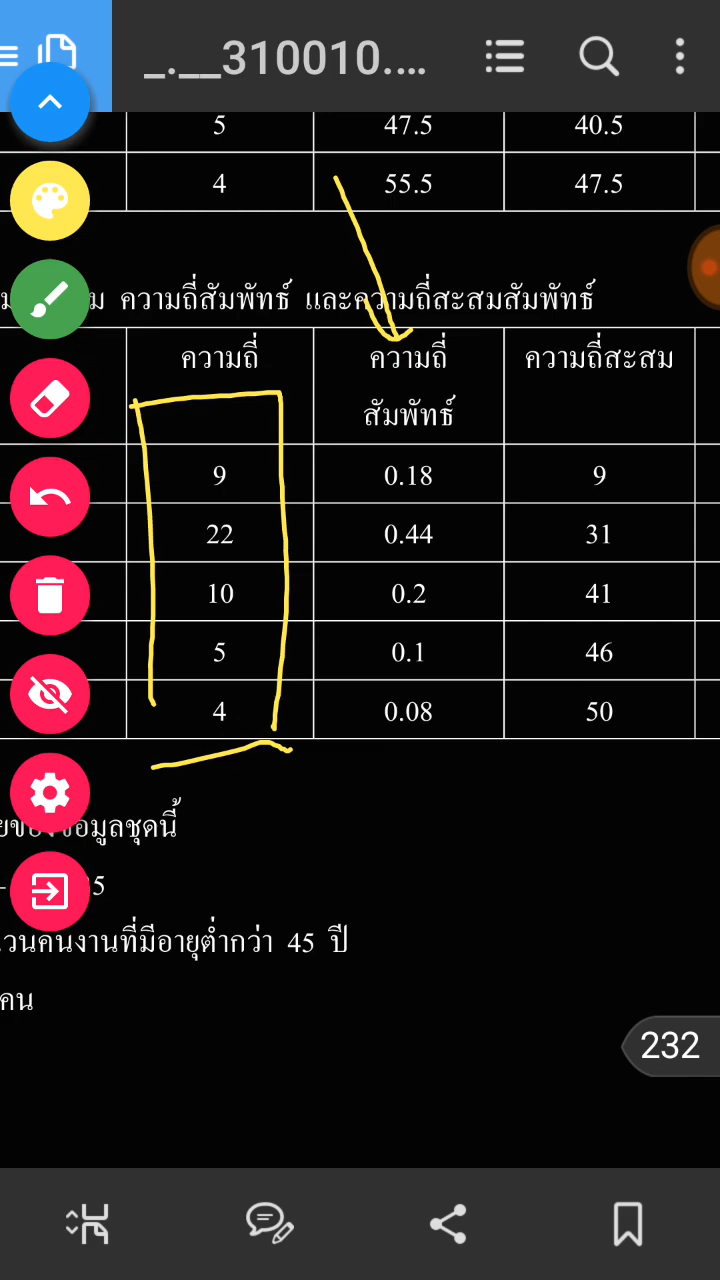 _.__310010....
5 47.5 40.5
4 55.5 47.5
ความถี่สัมพัทธ์ และความถี่สะสมสัมพัทธ์
ความถี่ ความถี่ ความถี่สะสม
สัมพัทธ์
9 0.18 9
22 0.44 31
10 0.2 41
5 0.1 46
4 0.08 50
ข้อมูลชุดนี้
5
วนคนงานที่มีอายุต่ำกว่า 45 ปี
คน
232